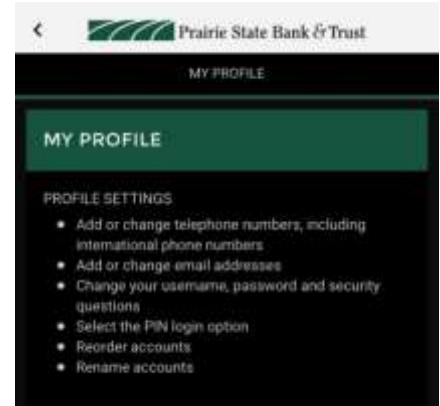 Prairie State Bank & Trust
MY PROFILE
MY PROFILE
PROFILE SETTINGS
Add or change telephone numbers, including
international phone numbers
Add or change email addresses
Change your username, password and security
questions
Select the PIN login option
Reorder accounts
Rename accounts